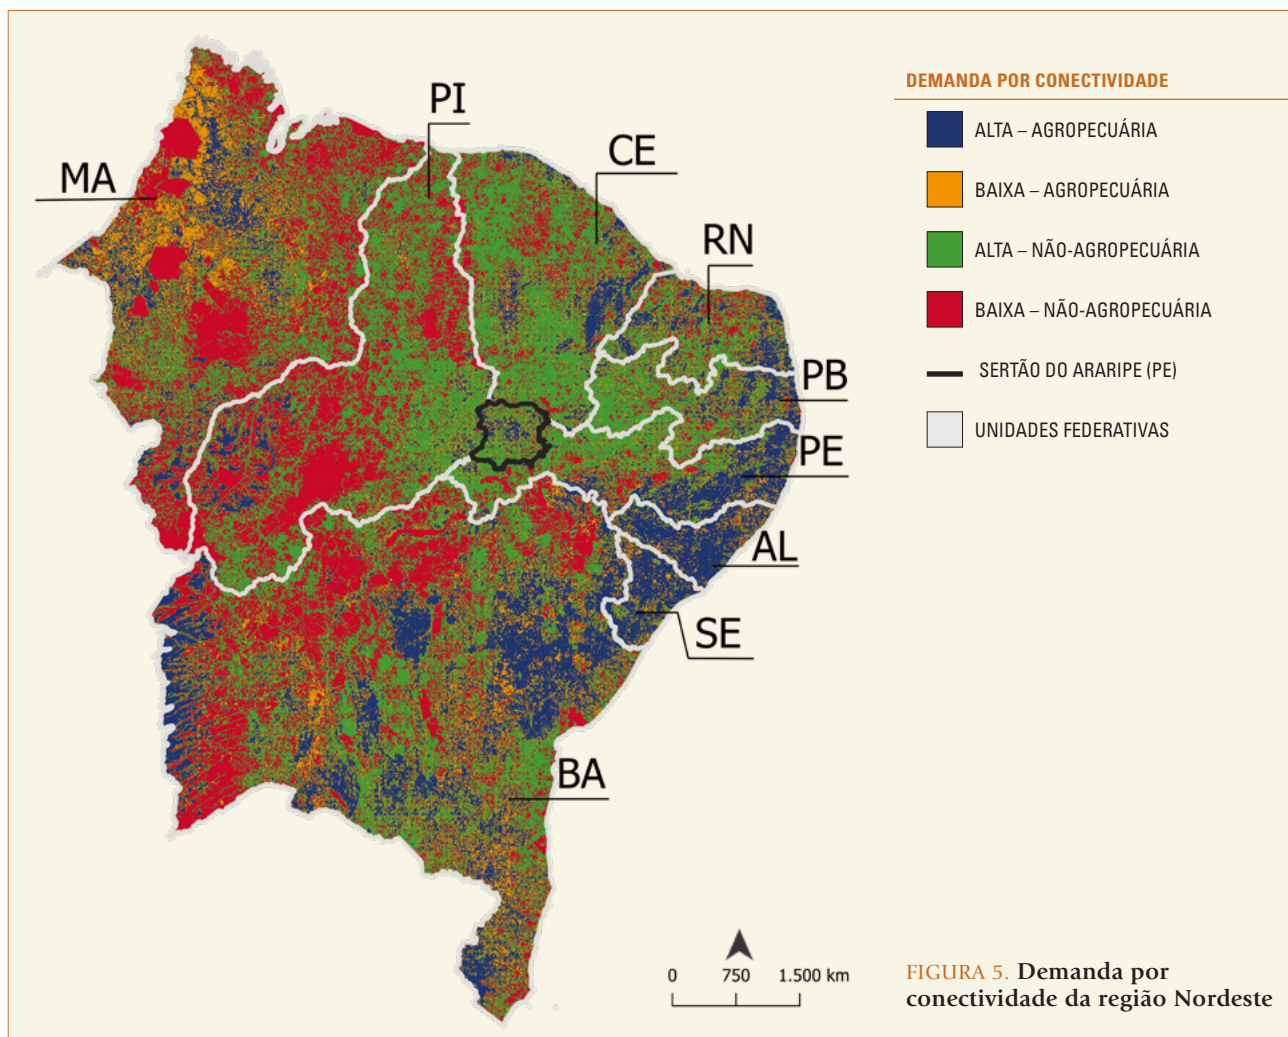 PI
CE
MA
RN
PB
PE
AL
SE
BA
DEMANDA POR CONECTIVIDADE
ALTA – AGROPECUÁRIA
BAIXA – AGROPECUÁRIA
ALTA – NÃO-AGROPECUÁRIA
BAIXA – NÃO-AGROPECUÁRIA
SERTÃO DO ARARIPE (PE)
UNIDADES FEDERATIVAS
0 750 1.500 km
FIGURA 5. Demanda por
conectividade da região Nordeste